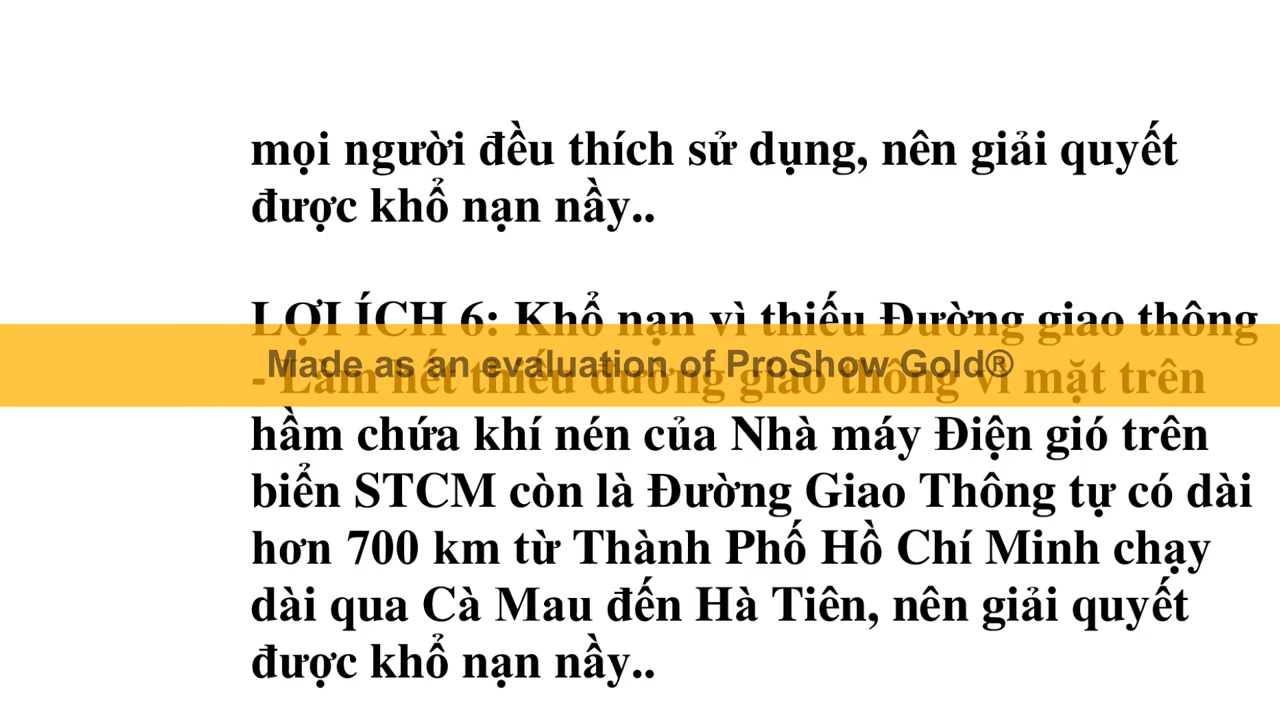 mọi người đều thích sử dụng, nên giải quyết
được khổ nạn nầy..
LỢI ÍCH 6: Khổ nạn vì thiếu Đường giao thông
Made as an evaluation of ProShow Gold®
- Làm hết thiếu đường giao thông vì mặt trên
hầm chứa khí nén của Nhà máy Điện gió trên
biển STCM còn là Đường Giao Thông tự có dài
hơn 700 km từ Thành Phố Hồ Chí Minh chạy
dài qua Cà Mau đến Hà Tiên, nên giải quyết
được khổ nạn nầy..